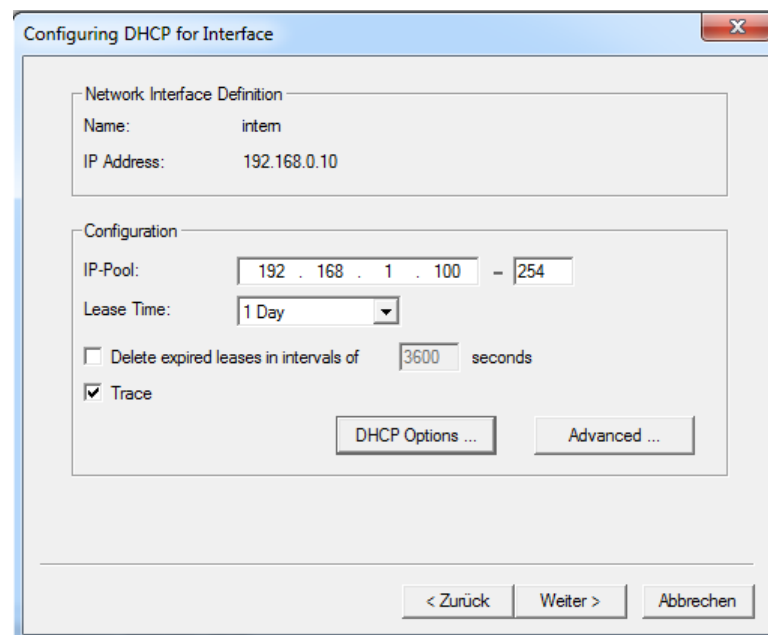 Configuring DHCP for Interface
Network Interface Definition
Name: intern
IP Address: 192.168.0.10
Configuration
IP-Pool: 192 . 168 . 1 . 100 – 254
Lease Time: 1 Day
Delete expired leases in intervals of 3600 seconds
Trace
DHCP Options ... Advanced ...
< Zurück Weiter > Abbrechen